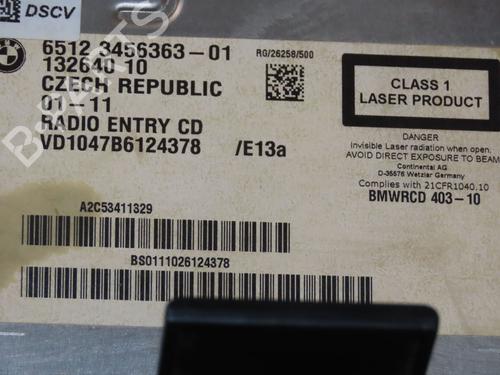 DSCV
6512 3456363-01
RG/26258/500
132640 10
CZECH REPUBLIC
01-11
RADIO ENTRY CD
VD1047B6124378 /E13a
CLASS 1
LASER PRODUCT
DANGER
Invisible Laser radiation when open.
AVOID DIRECT EXPOSURE TO BEAM
Continental AG
D-35576 Wetzlar Germany
Complies with 21CFR1040.10
BMWRCD 403-10
A2C53411329
BS0111026124378